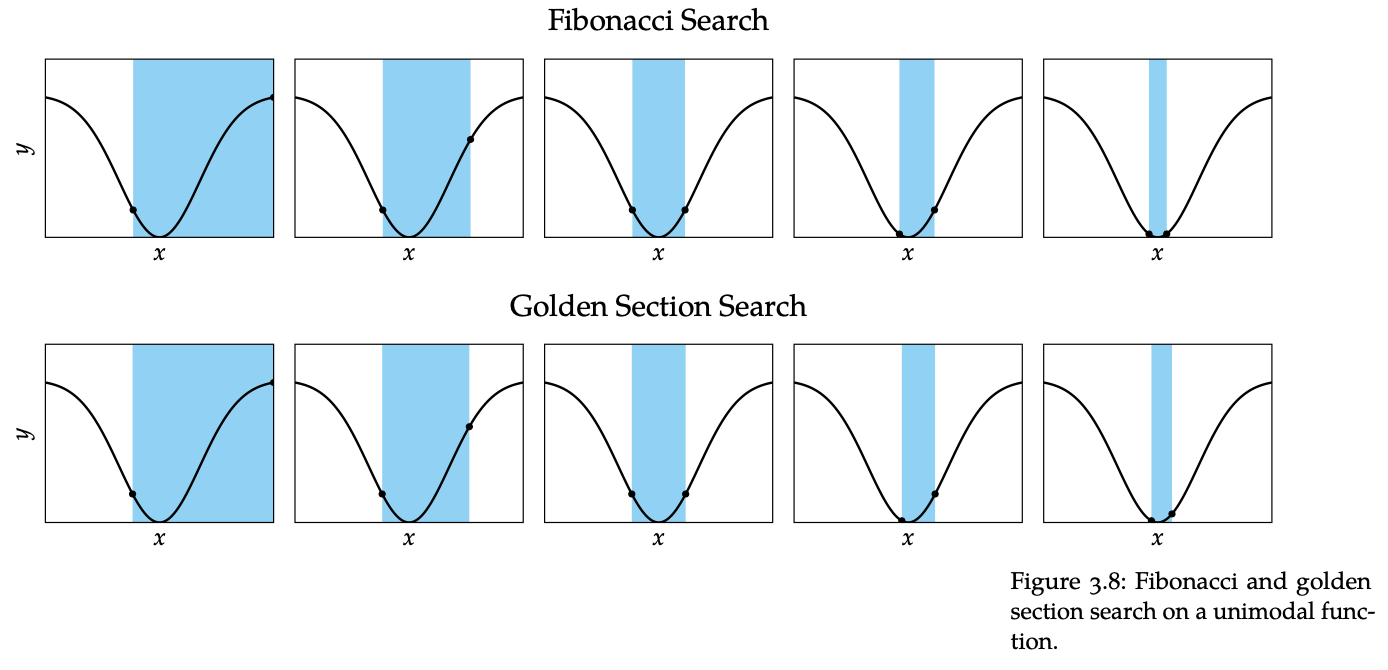 Fibonacci Search
y
x
x
x
x
x
Golden Section Search
y
x
x
x
x
x
Figure 3.8: Fibonacci and golden
section search on a unimodal func-
tion.